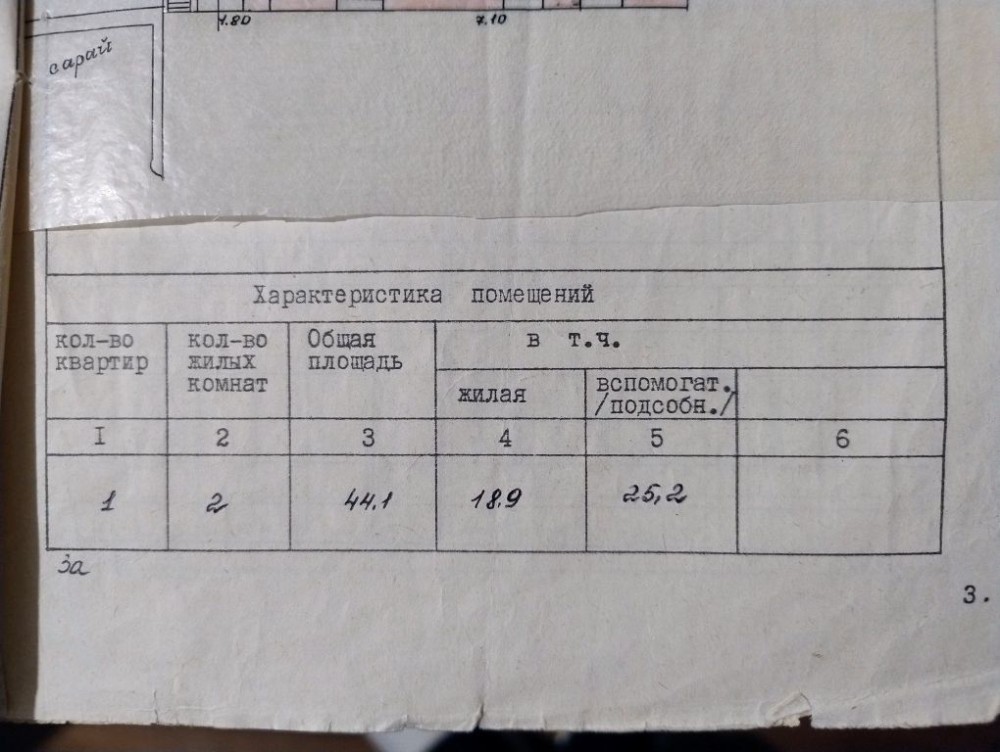 4.80 7.10
сарай
Характеристика помещений
кол-во квартир кол-во жилых комнат Общая площадь в т.ч.
жилая вспомогат. /подсобн./
I 2 3 4 5 6
1 2 44.1 18.9 25,2
За
3.